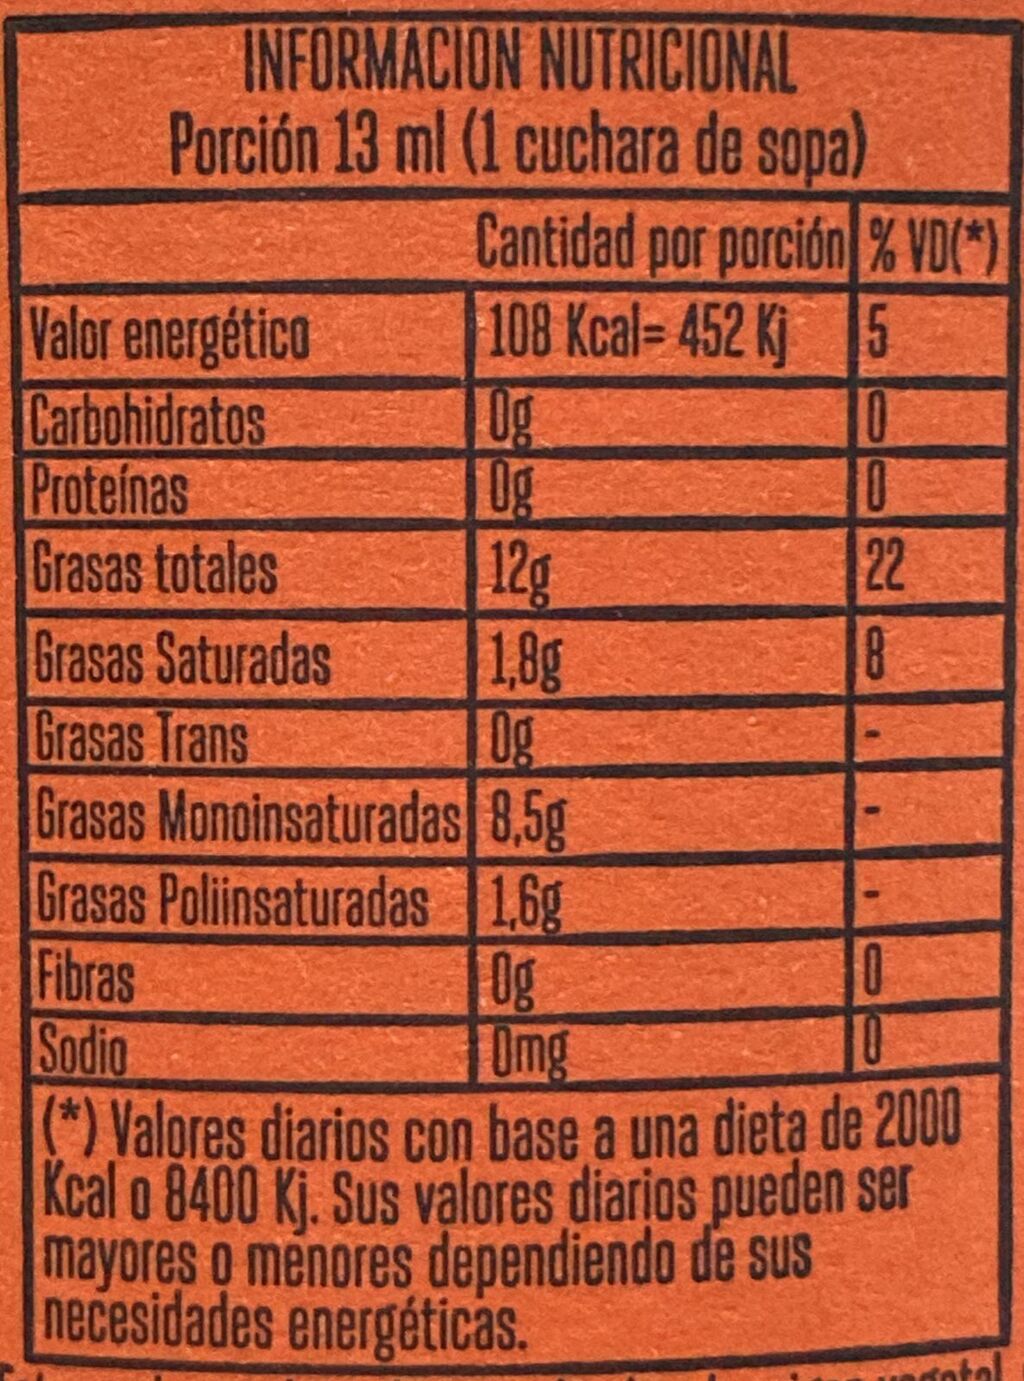 INFORMACION NUTRICIONAL
Porción 13 ml (1 cuchara de sopa)
Cantidad por porción % VD(*)
Valor energético 108 Kcal= 452 Kj 5
Carbohidratos 0g 0
Proteínas 0g 0
Grasas totales 12g 22
Grasas Saturadas 1,8g 8
Grasas Trans 0g -
Grasas Monoinsaturadas 8,5g -
Grasas Poliinsaturadas 1,6g -
Fibras 0g 0
Sodio 0mg 0
(*) Valores diarios con base a una dieta de 2000
Kcal o 8400 Kj. Sus valores diarios pueden ser
mayores o menores dependiendo de sus
necesidades energéticas.
vegetal